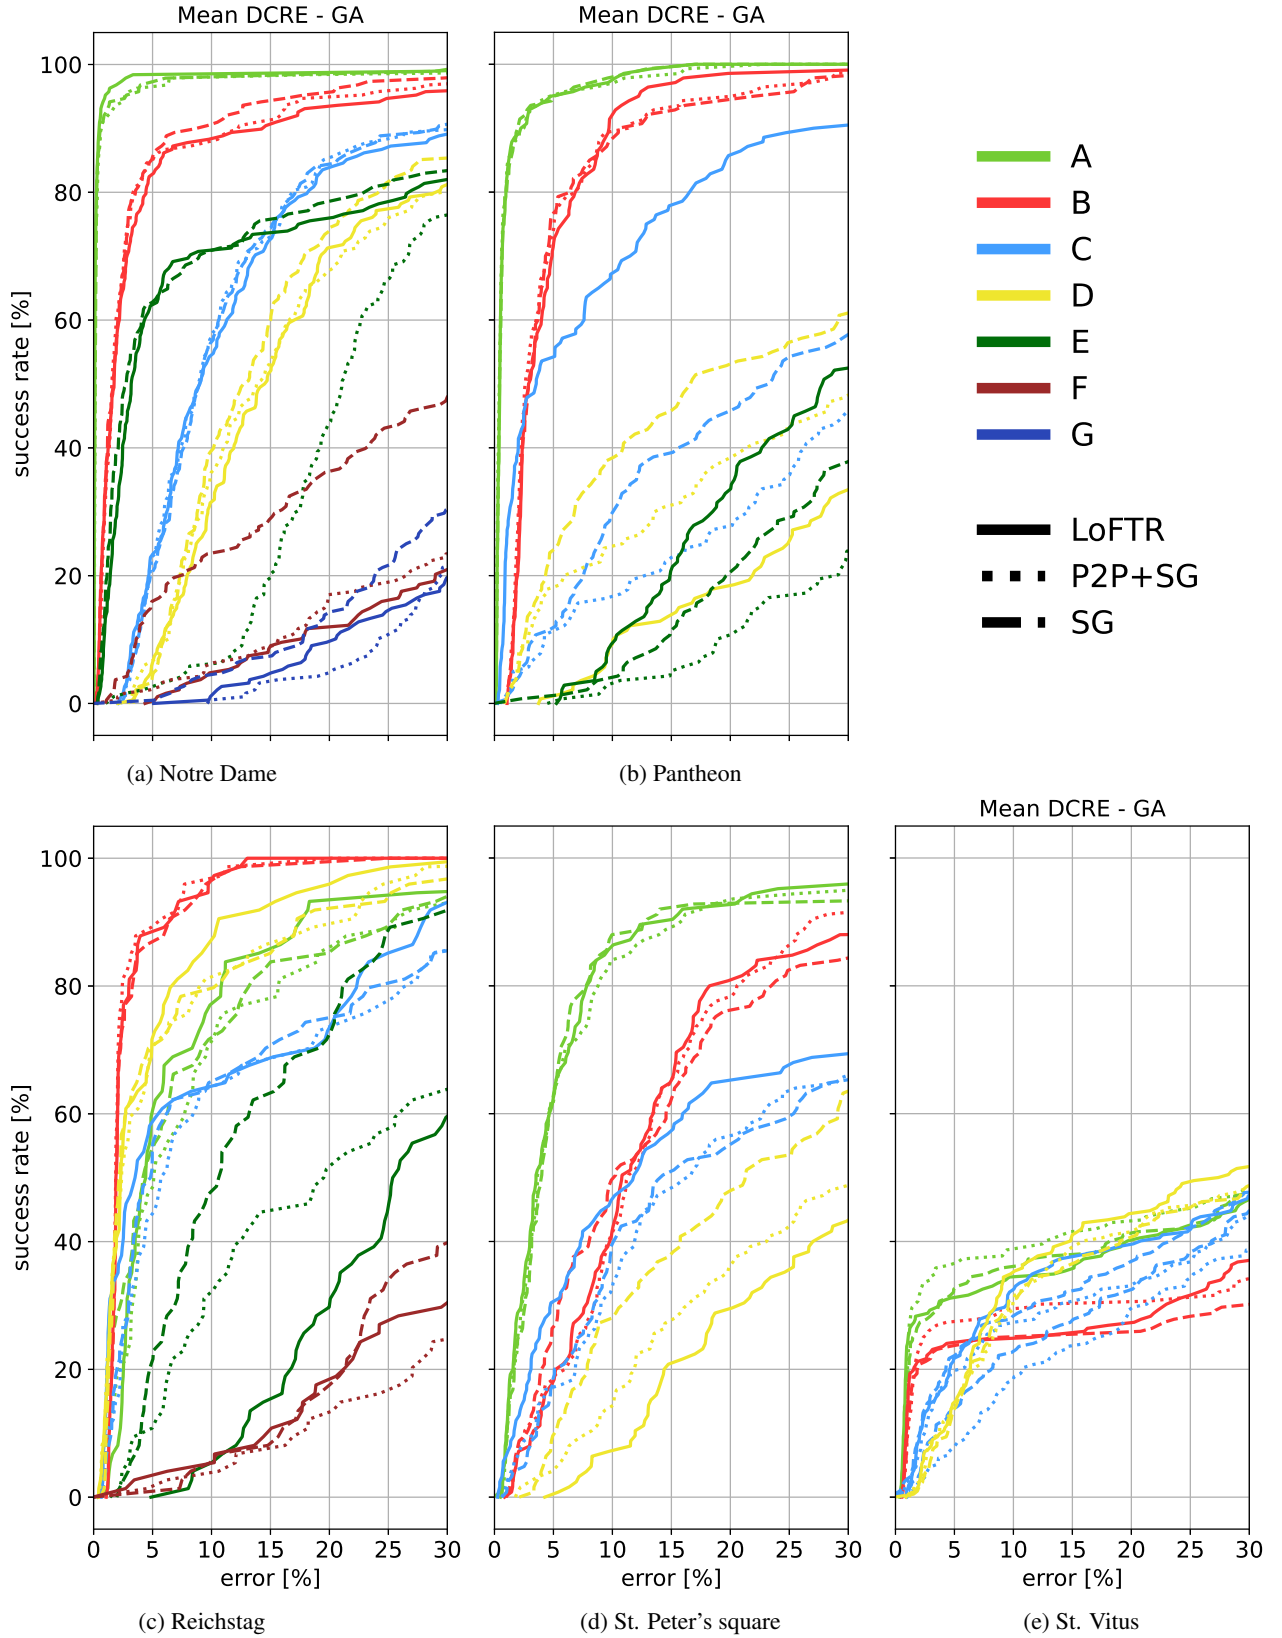 Mean DCRE - GA
Mean DCRE - GA
success rate [%]
100
80
60
40
20
0
A
B
C
D
E
F
G
LoFTR
P2P+SG
SG
(a) Notre Dame
(b) Pantheon
Mean DCRE - GA
success rate [%]
100
80
60
40
20
0
0 5 10 15 20 25 30
0 5 10 15 20 25 30
0 5 10 15 20 25 30
error [%]
error [%]
error [%]
(c) Reichstag
(d) St. Peter's square
(e) St. Vitus